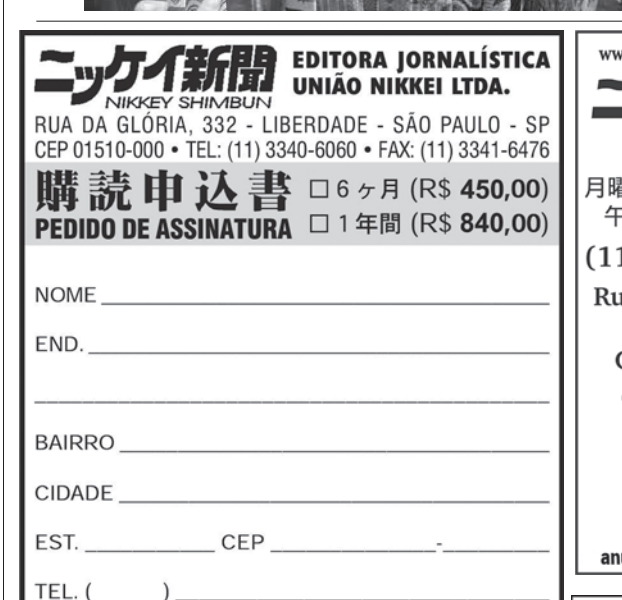 ニッケイ新聞
NIKKEY SHIMBUN
EDITORA JORNALÍSTICA
UNIÃO NIKKEI LTDA.
RUA DA GLÓRIA, 332 - LIBERDADE - SÃO PAULO - SP
CEP 01510-000 • TEL: (11) 3340-6060 • FAX: (11) 3341-6476
購読申込書
PEDIDO DE ASSINATURA
□ 6ヶ月 (R$ 450,00)
□ 1年間 (R$ 840,00)
NOME
END.
BAIRRO
CIDADE
EST. CEP -
TEL. ( )
月曜
午
(11